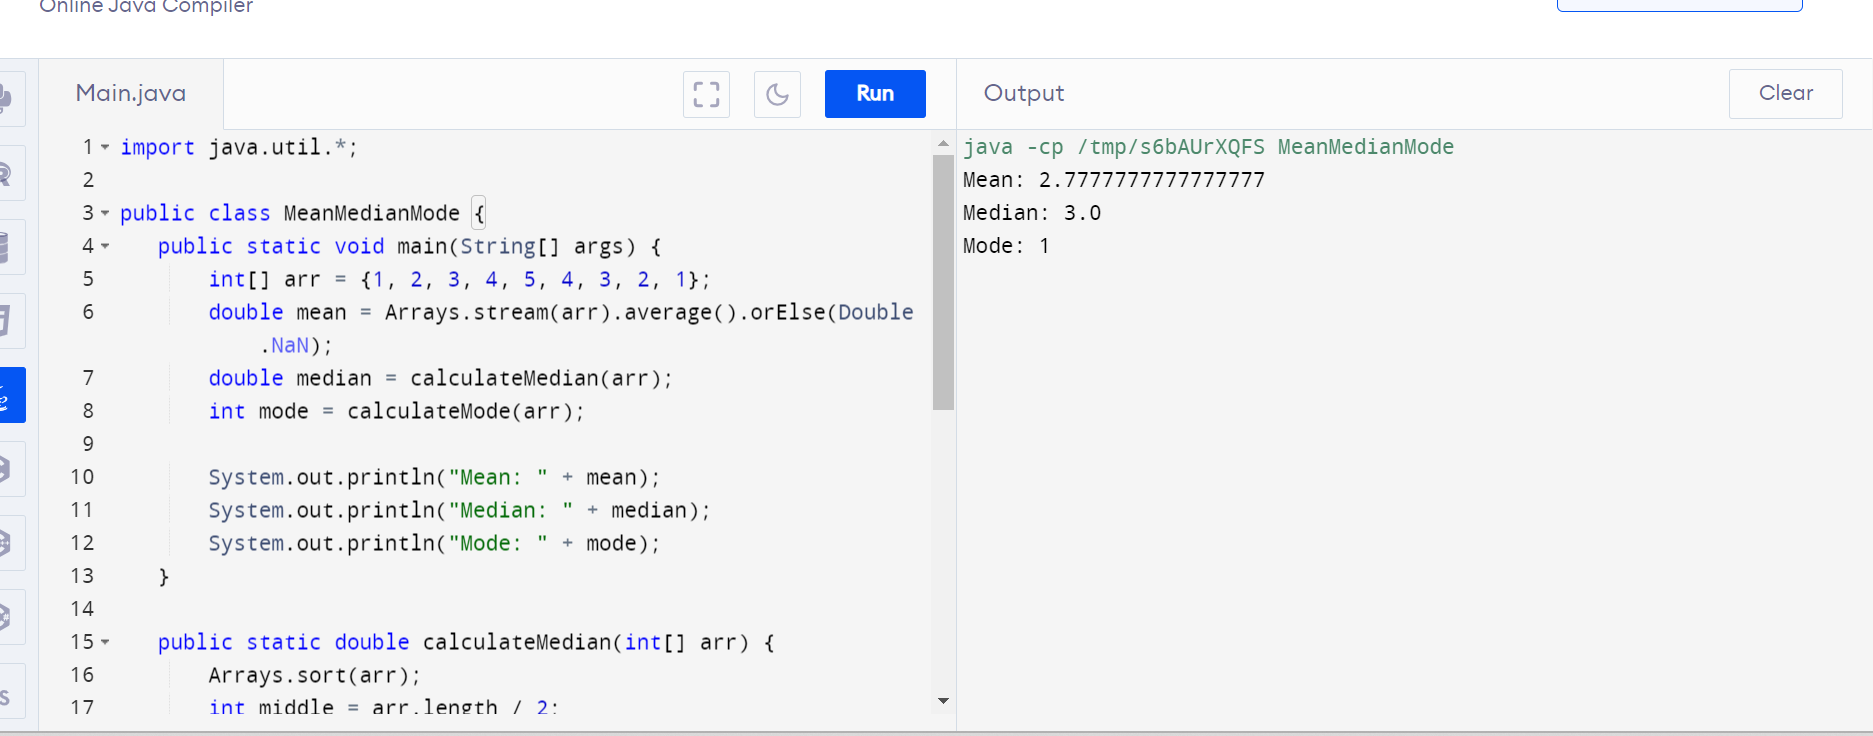 Online Java Compiler
Main.java
Run
Output
Clear
1 import java.util.*;
2
3 public class MeanMedianMode {
4 public static void main(String[] args) {
5 int[] arr = {1, 2, 3, 4, 5, 4, 3, 2, 1};
6 double mean = Arrays.stream(arr).average().orElse(Double
.NaN);
7 double median = calculateMedian(arr);
8 int mode = calculateMode(arr);
9
10 System.out.println("Mean: " + mean);
11 System.out.println("Median: " + median);
12 System.out.println("Mode: " + mode);
13 }
14
15 public static double calculateMedian(int[] arr) {
16 Arrays.sort(arr);
17 int middle = arr.length / 2;
java -cp /tmp/s6bAUrXQFS MeanMedianMode
Mean: 2.7777777777777777
Median: 3.0
Mode: 1